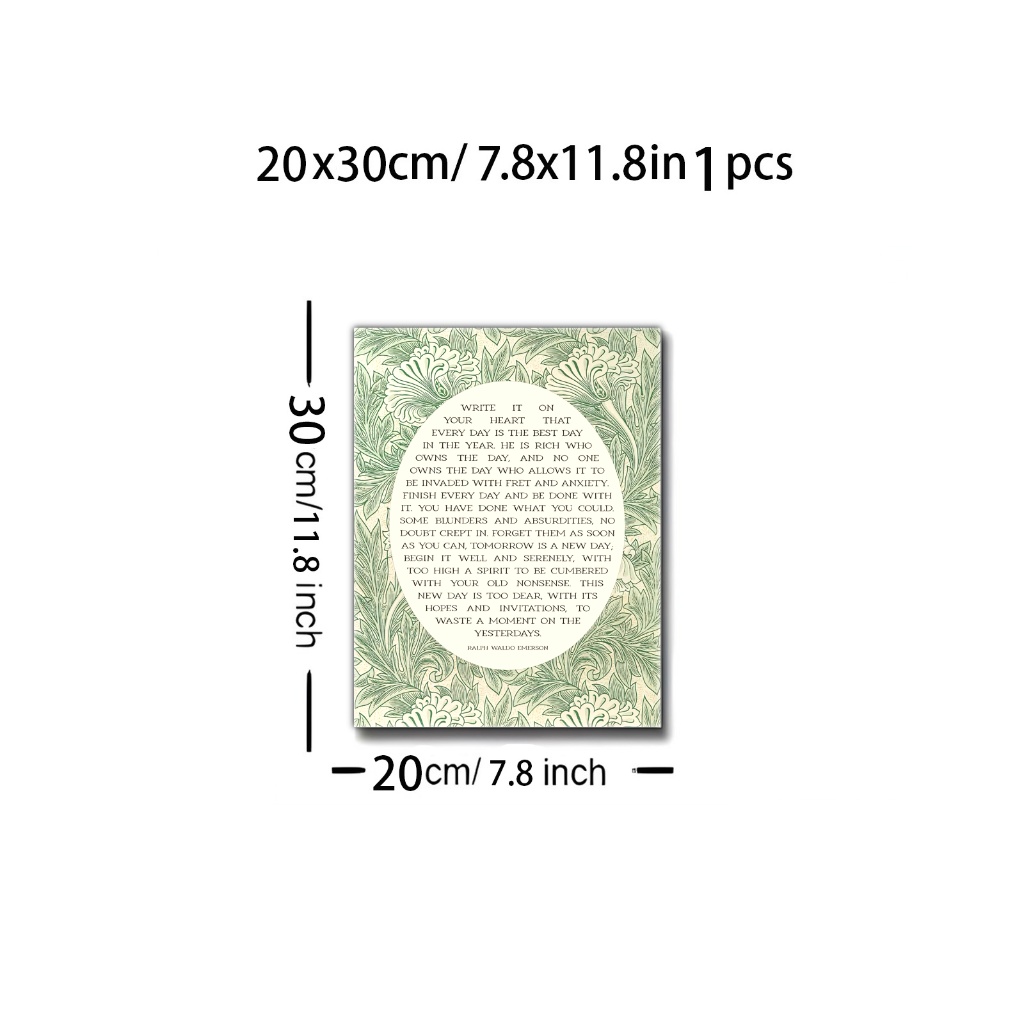 20x30cm/ 7.8x11.8in 1 pcs
30cm/11.8 inch
WRITE IT ON
YOUR HEART THAT
EVERY DAY IS THE BEST DAY
IN THE YEAR. HE IS RICH WHO
OWNS THE DAY, AND NO ONE
OWNS THE DAY WHO ALLOWS IT TO
BE INVADED WITH FRET AND ANXIETY.
FINISH EVERY DAY AND BE DONE WITH
IT. YOU HAVE DONE WHAT YOU COULD.
SOME BLUNDERS AND ABSURDITIES, NO
DOUBT CREPT IN. FORGET THEM AS SOON
AS YOU CAN, TOMORROW IS A NEW DAY;
BEGIN IT WELL AND SERENELY, WITH
TOO HIGH A SPIRIT TO BE CUMBERED
WITH YOUR OLD NONSENSE. THIS
NEW DAY IS TOO DEAR, WITH ITS
HOPES AND INVITATIONS, TO
WASTE A MOMENT ON THE
YESTERDAYS.
RALPH WALDO EMERSON
20cm/ 7.8 inch